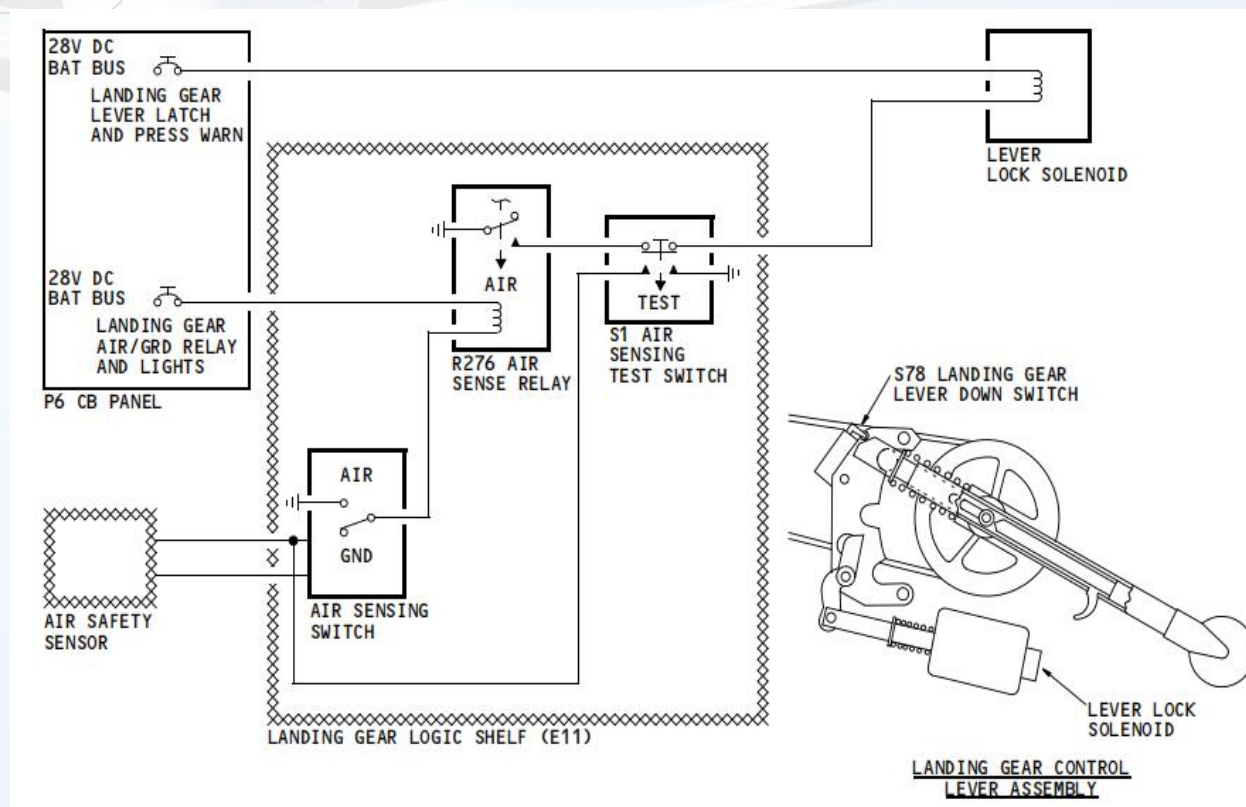 28V DC
BAT BUS
LANDING GEAR
LEVER LATCH
AND PRESS WARN
28V DC
BAT BUS
LANDING GEAR
AIR/GRD RELAY
AND LIGHTS
P6 CB PANEL
LEVER
LOCK SOLENOID
AIR
R276 AIR
SENSE RELAY
TEST
S1 AIR
SENSING
TEST SWITCH
AIR
GND
AIR SENSING
SWITCH
AIR SAFETY
SENSOR
LANDING GEAR LOGIC SHELF (E11)
S78 LANDING GEAR
LEVER DOWN SWITCH
LEVER LOCK
SOLENOID
LANDING GEAR CONTROL
LEVER ASSEMBLY